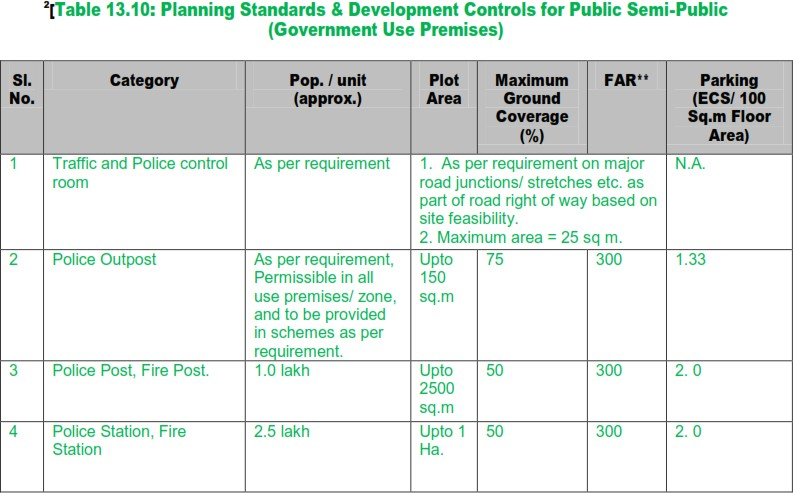 ²[Table 13.10: Planning Standards & Development Controls for Public Semi-Public
(Government Use Premises)
Sl. No. Category Pop. / unit (approx.) Plot Area Maximum Ground Coverage (%) FAR** Parking (ECS/ 100 Sq.m Floor Area)
1 Traffic and Police control room As per requirement 1. As per requirement on major road junctions/ stretches etc. as part of road right of way based on site feasibility. 2. Maximum area = 25 sq m. N.A.
2 Police Outpost As per requirement, Permissible in all use premises/ zone, and to be provided in schemes as per requirement. Upto 150 sq.m 75 300 1.33
3 Police Post, Fire Post. 1.0 lakh Upto 2500 sq.m 50 300 2. 0
4 Police Station, Fire Station 2.5 lakh Upto 1 Ha. 50 300 2. 0